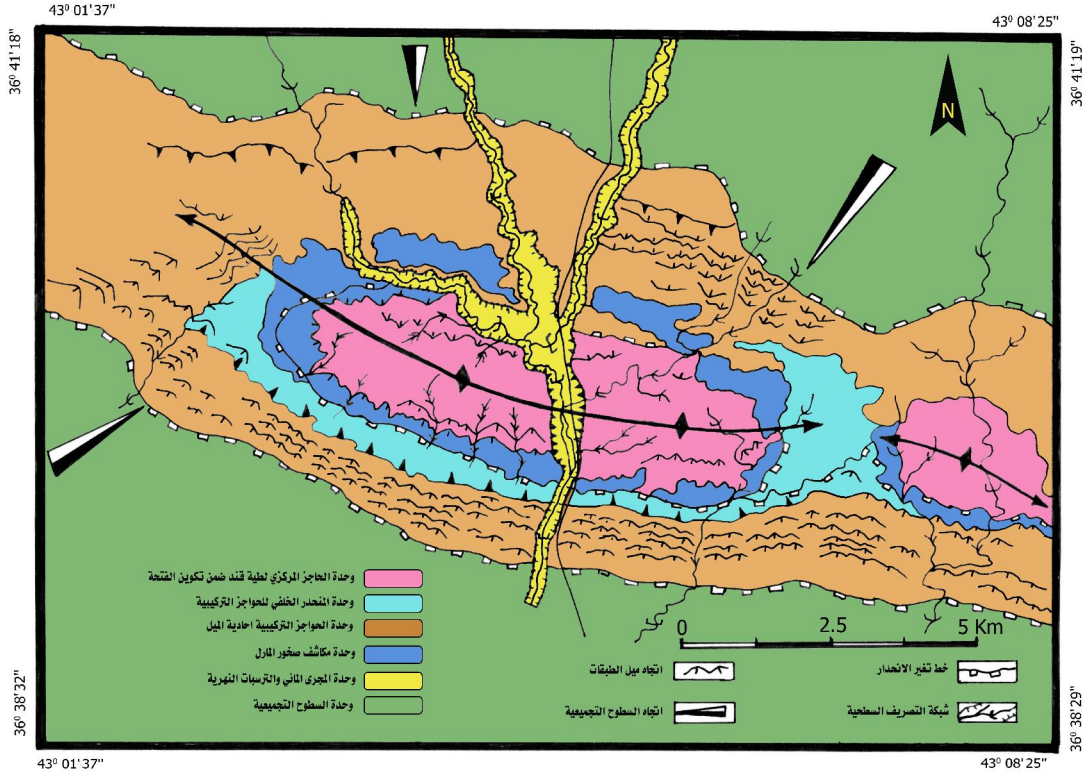 43⁰ 01'37"
43⁰ 08'25"
36⁰ 41'18"
36⁰ 41'19"
N
وحدة الحاجز المركزي لطية قند ضمن تكوين الفتحة
وحدة المنحدر الخلفي للحواجز التركيبية
وحدة الحواجز التركيبية احادية الميل
وحدة مكاشف صخور المارل
وحدة المجرى المائي والترسبات النهرية
وحدة السطوح التجميعية
0 2.5 5 Km
اتجاه ميل الطبقات
خط تغير الانحدار
اتجاه السطوح التجميعية
شبكة التصريف السطحية
36⁰ 38'32"
36⁰ 38'29"
43⁰ 01'37"
43⁰ 08'25"